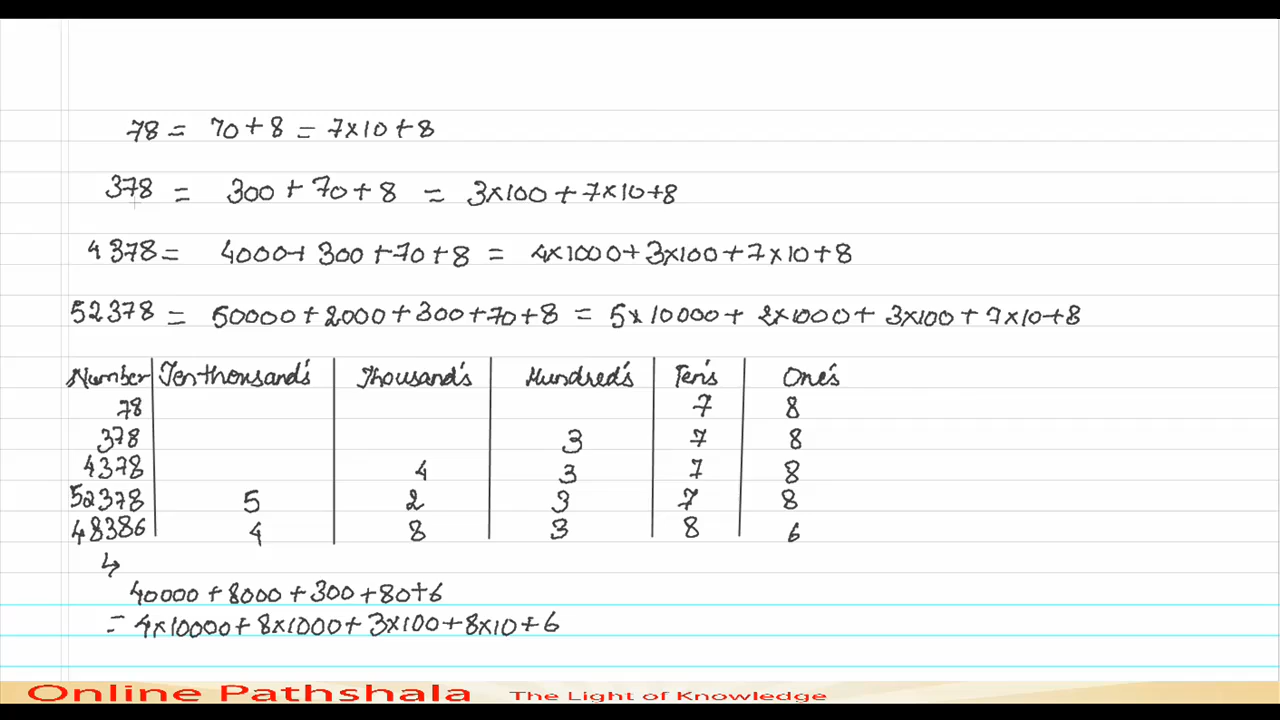 78 = 70+8 = 7×10+8
378 = 300+70+8 = 3×100+7×10+8
4378 = 4000+300+70+8 = 4×1000+3×100+7×10+8
52378 = 50000+2000+300+70+8 = 5×10000+2×1000+3×100+7×10+8
Number Ten thousand's Thousand's Hundred's Ten's One's
78 7 8
378 3 7 8
4378 4 3 7 8
52378 5 2 3 7 8
48386 4 8 3 8 6
↳
40000+8000+300+80+6
= 4×10000+8×1000+3×100+8×10+6
Online Pathshala The Light of Knowledge